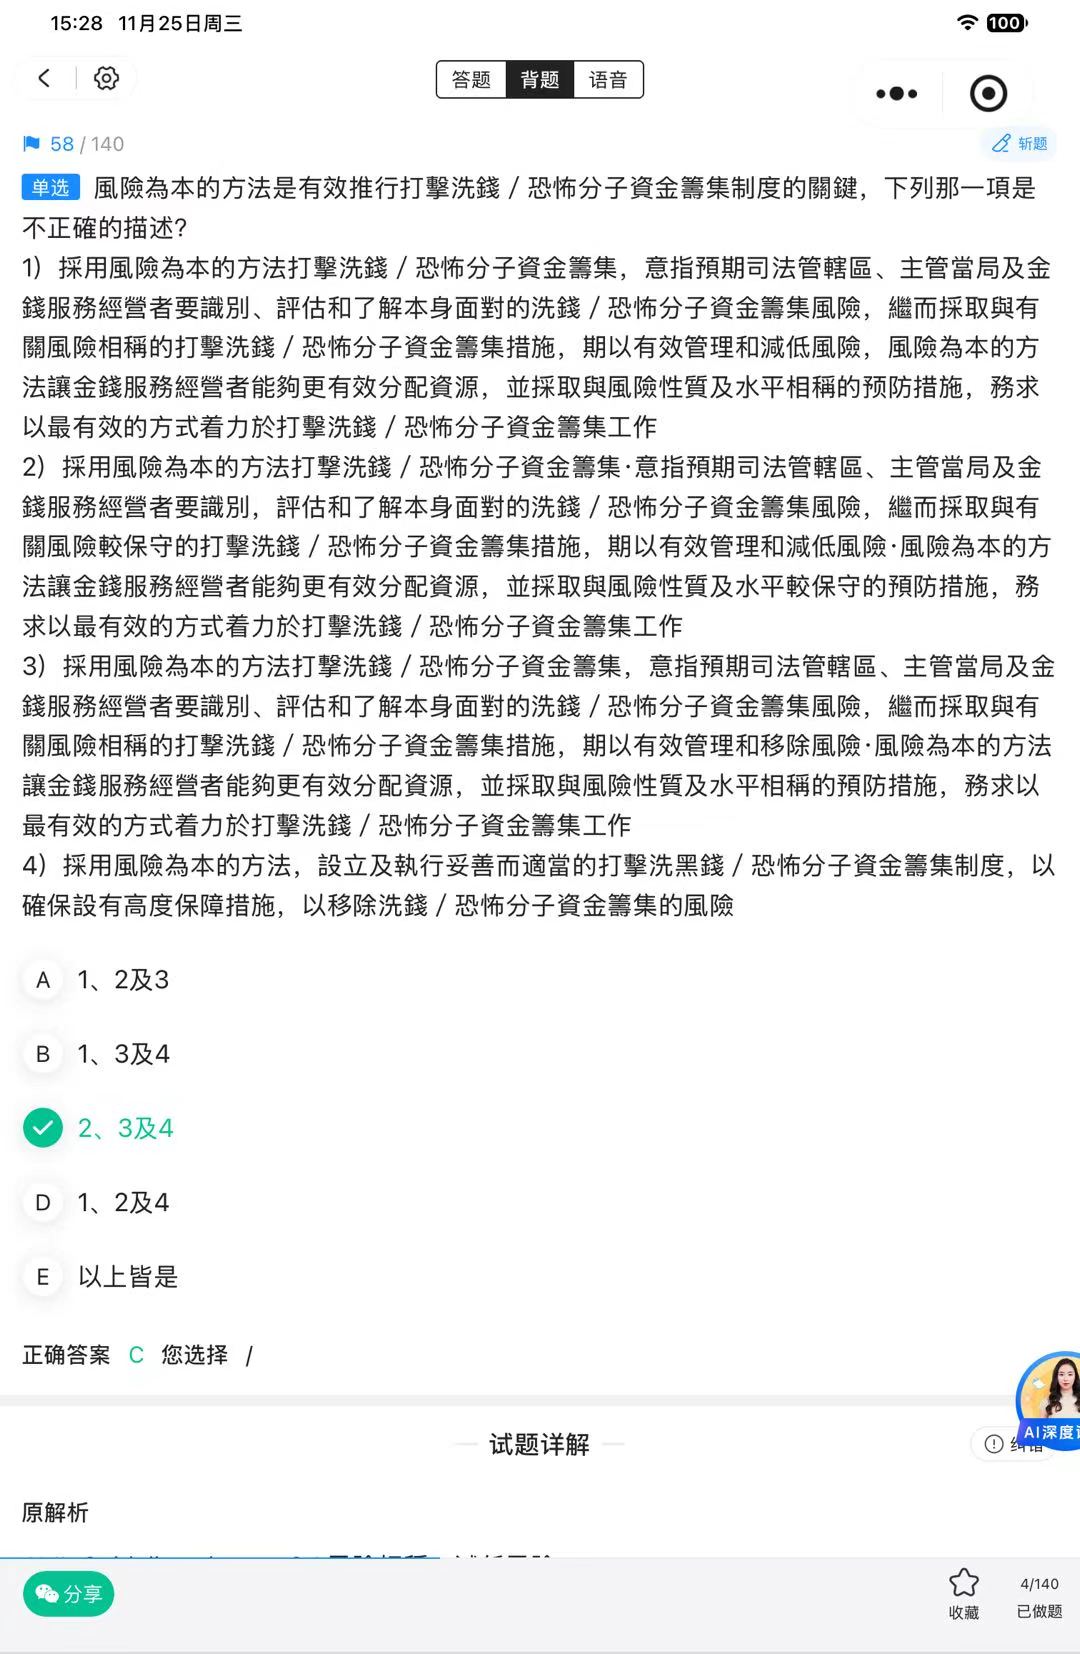 15:28 11月25日周三
100
答题 背题 语音
58 / 140
斩题
单选 風險為本的方法是有效推行打擊洗錢 / 恐怖分子資金籌集制度的關鍵，下列那一項是
不正確的描述?
1）採用風險為本的方法打擊洗錢 / 恐怖分子資金籌集，意指預期司法管轄區、主管當局及金
錢服務經營者要識別、評估和了解本身面對的洗錢 / 恐怖分子資金籌集風險，繼而採取與有
關風險相稱的打擊洗錢 / 恐怖分子資金籌集措施，期以有效管理和減低風險，風險為本的方
法讓金錢服務經營者能夠更有效分配資源，並採取與風險性質及水平相稱的预防措施，務求
以最有效的方式着力於打擊洗錢 / 恐怖分子資金籌集工作
2）採用風險為本的方法打擊洗錢 / 恐怖分子資金籌集·意指預期司法管轄區、主管當局及金
錢服務經營者要識別，評估和了解本身面對的洗錢 / 恐怖分子資金籌集風險，繼而採取與有
關風險較保守的打擊洗錢 / 恐怖分子資金籌集措施，期以有效管理和減低風險·風險為本的方
法讓金錢服務經營者能夠更有效分配資源，並採取與風險性質及水平較保守的預防措施，務
求以最有效的方式着力於打擊洗錢 / 恐怖分子資金籌集工作
3）採用風險為本的方法打擊洗錢 / 恐怖分子資金籌集，意指預期司法管轄區、主管當局及金
錢服務經營者要識別、評估和了解本身面對的洗錢 / 恐怖分子資金籌集風險，繼而採取與有
關風險相稱的打擊洗錢 / 恐怖分子資金籌集措施，期以有效管理和移除風險·風險為本的方法
讓金錢服務經營者能夠更有效分配資源，並採取與風險性質及水平相稱的預防措施，務求以
最有效的方式着力於打擊洗錢 / 恐怖分子資金籌集工作
4）採用風險為本的方法，設立及執行妥善而適當的打擊洗黑錢 / 恐怖分子資金籌集制度，以
確保設有高度保障措施，以移除洗錢 / 恐怖分子資金籌集的風險
A 1、2及3
B 1、3及4
2、3及4
D 1、2及4
E 以上皆是
正确答案 C 您选择 /
AI深度
试题详解
纠错
原解析
分享
收藏
4/140
已做题